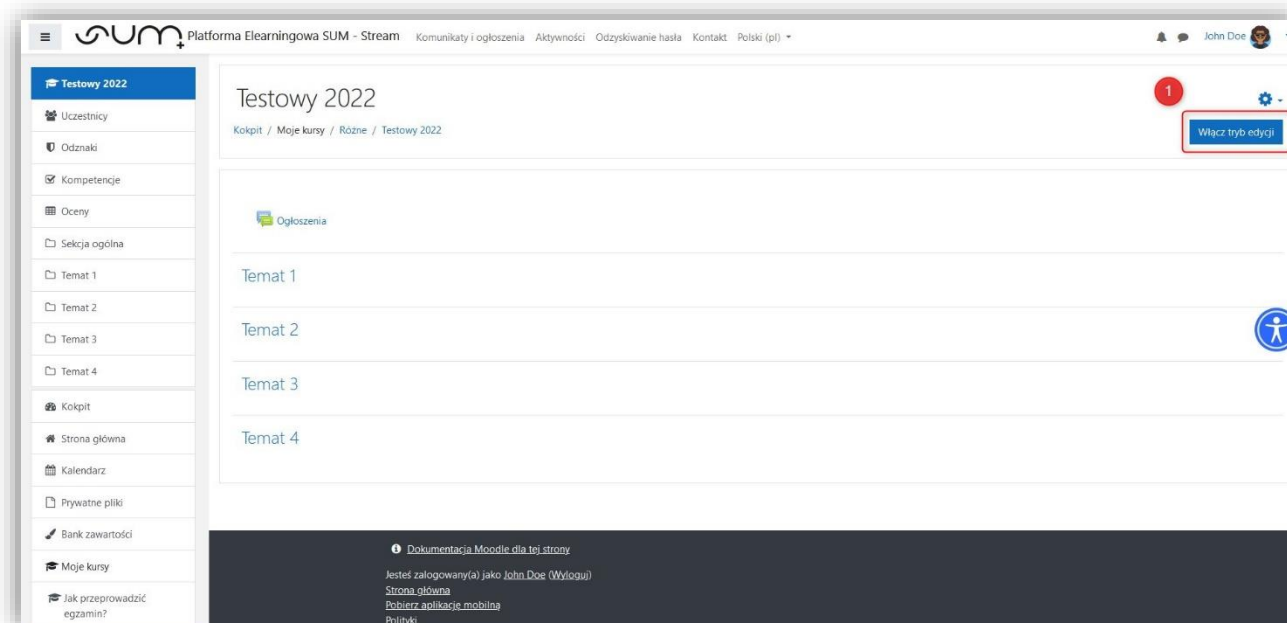 SUM Platforma Elearningowa SUM - Stream Komunikaty i ogłoszenia Aktywności Odzyskiwanie hasła Kontakt Polski (pl) John Doe
Testowy 2022
Uczestnicy
Odznaki
Kompetencje
Oceny
Sekcja ogólna
Temat 1
Temat 2
Temat 3
Temat 4
Kokpit
Strona główna
Kalendarz
Prywatne pliki
Bank zawartości
Moje kursy
Jak przeprowadzić
egzamin?
Testowy 2022
1
Kokpit / Moje kursy / Różne / Testowy 2022
Włącz tryb edycji
Ogłoszenia
Temat 1
Temat 2
Temat 3
Temat 4
Dokumentacja Moodle dla tej strony
Jesteś zalogowany(a) jako John Doe (Wyloguj)
Strona główna
Pobierz aplikację mobilną
Polityki